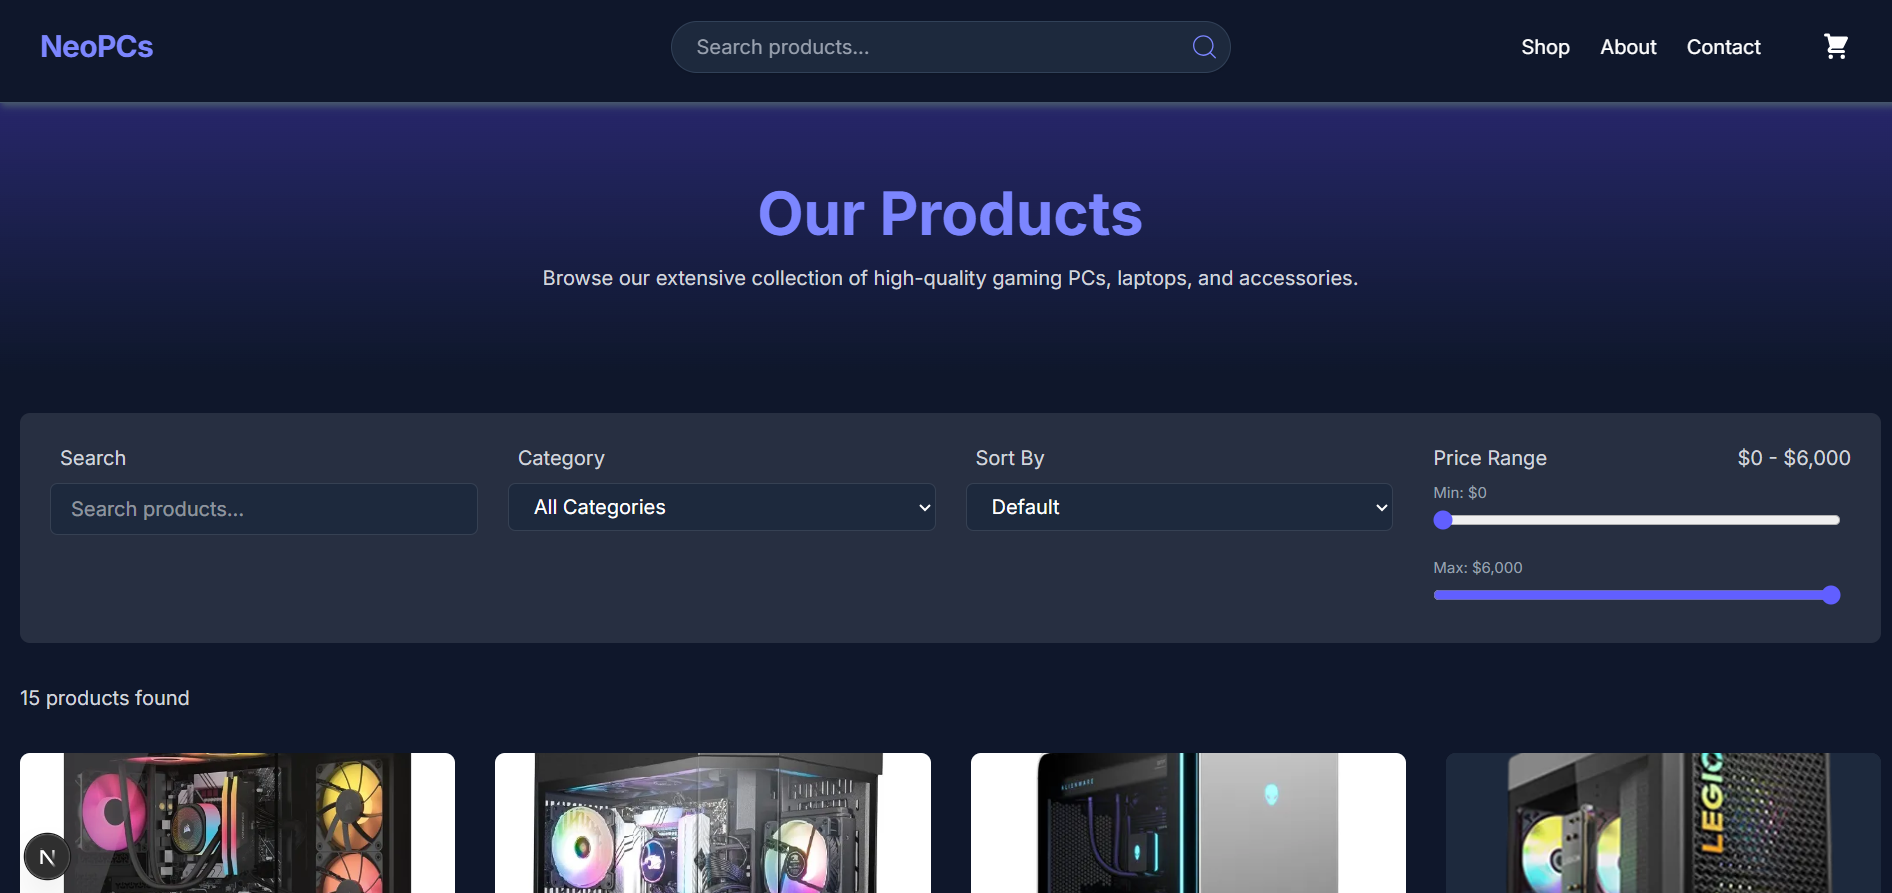 NeoPCs
Search products...
Shop
About
Contact
Our Products
Browse our extensive collection of high-quality gaming PCs, laptops, and accessories.
Search
Search products...
Category
All Categories
Sort By
Default
Price Range
$0 - $6,000
Min: $0
Max: $6,000
15 products found
ALIENWARE
LEGION
N